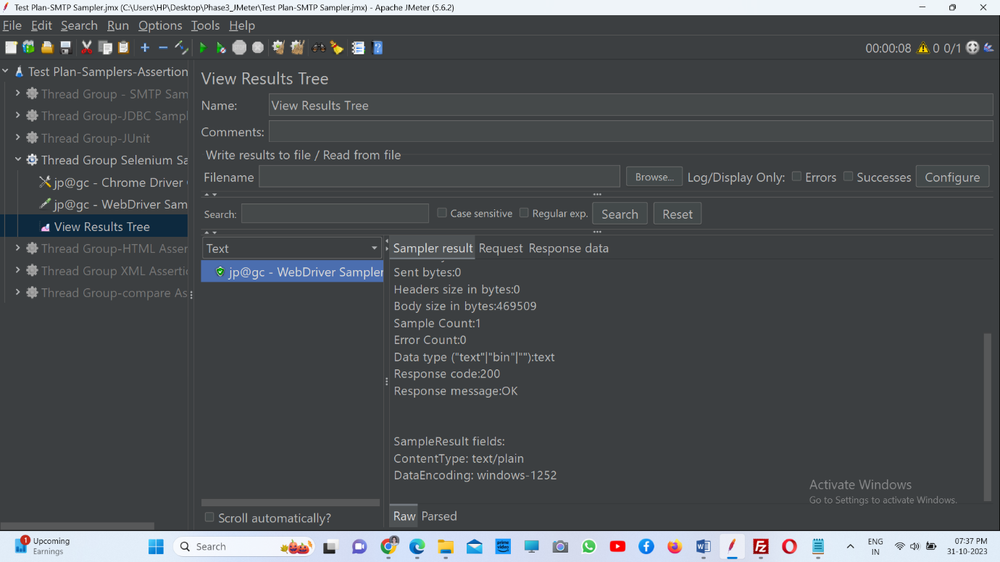 Test Plan-SMTP Sampler.jmx (C:\Users\HP\Desktop\Phase3_JMeter\Test Plan-SMTP Sampler.jmx) - Apache JMeter (5.6.2)
File Edit Search Run Options Tools Help
00:00:08 0 0/1
Test Plan-Samplers-Assertion
Thread Group - SMTP Sam
Thread Group-JDBC Sampl
Thread Group-JUnit
Thread Group Selenium Sa
jp@gc - Chrome Driver
jp@gc - WebDriver Sam
View Results Tree
Thread Group-HTML Asser
Thread Group XML Asserti
Thread Group-compare As
View Results Tree
Name: View Results Tree
Comments:
Write results to file / Read from file
Filename Browse... Log/Display Only: Errors Successes Configure
Search: Case sensitive Regular exp. Search Reset
Text
jp@gc - WebDriver Sampler
Scroll automatically?
Sampler result Request Response data
Sent bytes:0
Headers size in bytes:0
Body size in bytes:469509
Sample Count:1
Error Count:0
Data type ("text"|"bin"|""):text
Response code:200
Response message:OK
SampleResult fields:
ContentType: text/plain
DataEncoding: windows-1252
Raw Parsed
Activate Windows
Go to Settings to activate Windows.
1
Upcoming
Earnings
Search
prime
video
ENG
IN
07:37 PM
31-10-2023